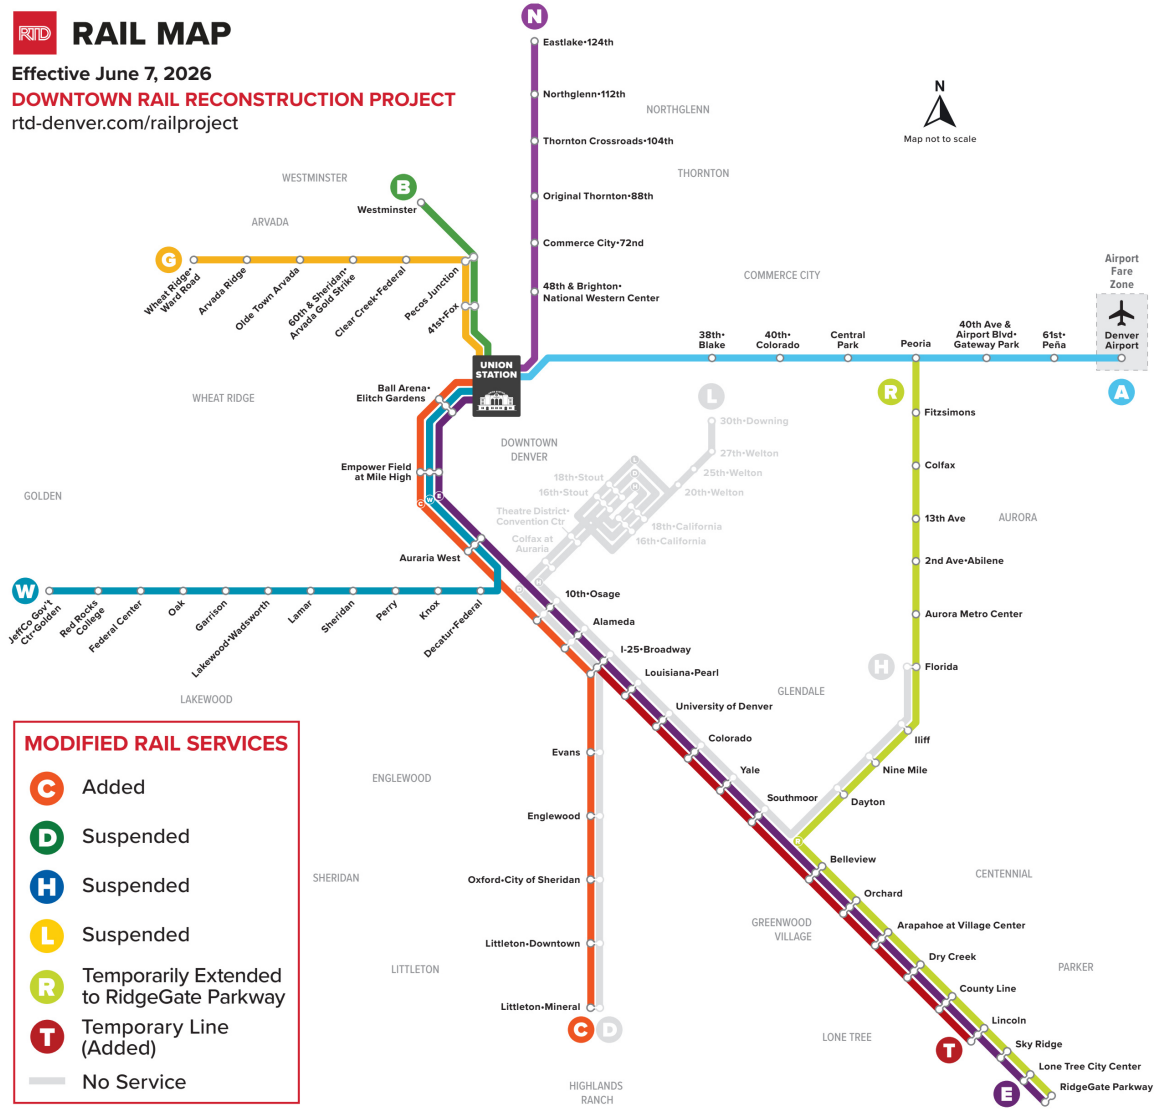 RTD
RAIL MAP
Effective June 7, 2026
DOWNTOWN RAIL RECONSTRUCTION PROJECT
rtd-denver.com/railproject
N
Eastlake•124th
Northglenn•112th
NORTHGLENN
Thornton Crossroads•104th
THORNTON
Original Thornton•88th
Commerce City•72nd
48th & Brighton•
National Western Center
COMMERCE CITY
N
Map not to scale
WESTMINSTER
B
Westminster
ARVADA
G
Wheat Ridge•
Ward Road
Arvada Ridge
Olde Town Arvada
60th & Sheridan•
Arvada Gold Strike
Clear Creek•Federal
Pecos Junction
41st•Fox
UNION
STATION
Airport
Fare
Zone
Denver
Airport
A
38th•
Blake
40th•
Colorado
Central
Park
Peoria
40th Ave &
Airport Blvd•
Gateway Park
61st•
Peña
R
Fitzsimons
Colfax
13th Ave
AURORA
2nd Ave•Abilene
Aurora Metro Center
H
Florida
Iliff
Nine Mile
Dayton
R
WHEAT RIDGE
Ball Arena•
Elitch Gardens
Empower Field
at Mile High
C
W
E
Auraria West
GOLDEN
DOWNTOWN
DENVER
L
30th•Downing
27th•Welton
25th•Welton
20th•Welton
18th•Stout
16th•Stout
L
D
H
Theatre District•
Convention Ctr
18th•California
16th•California
Colfax at
Auraria
D
H
W
JeffCo Gov't
Ctr•Golden
Red Rocks
College
Federal Center
Oak
Garrison
Lakewood•Wadsworth
Lamar
Sheridan
Perry
Knox
Decatur•Federal
LAKEWOOD
10th•Osage
Alameda
I-25•Broadway
Louisiana•Pearl
University of Denver
Colorado
Yale
Southmoor
GLENDALE
Belleview
Orchard
Arapahoe at Village Center
Dry Creek
County Line
Lincoln
Sky Ridge
Lone Tree City Center
RidgeGate Parkway
T
E
CENTENNIAL
GREENWOOD
VILLAGE
PARKER
LONE TREE
Evans
Englewood
Oxford•City of Sheridan
Littleton•Downtown
Littleton•Mineral
C
D
ENGLEWOOD
SHERIDAN
LITTLETON
HIGHLANDS
RANCH
MODIFIED RAIL SERVICES
C Added
D Suspended
H Suspended
L Suspended
R Temporarily Extended
to RidgeGate Parkway
T Temporary Line
(Added)
No Service